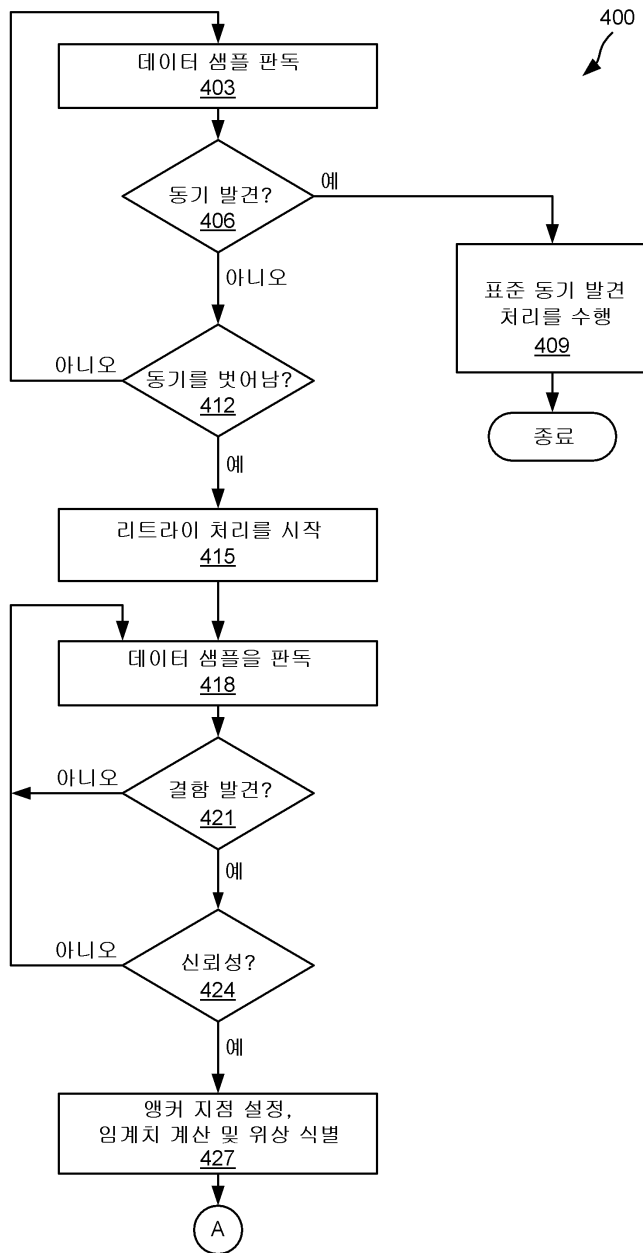 400
데이터 샘플 판독
403
동기 발견?
406
예
아니오
표준 동기 발견
처리를 수행
409
아니오
동기를 벗어남?
412
종료
예
리트라이 처리를 시작
415
데이터 샘플을 판독
418
아니오
결함 발견?
421
예
아니오
신뢰성?
424
예
앵커 지점 설정,
임계치 계산 및 위상 식별
427
A